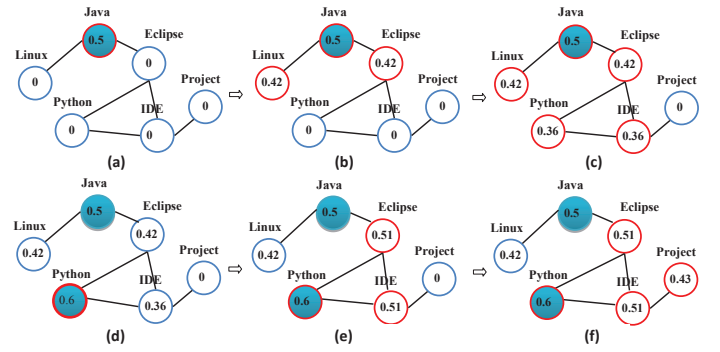 Java
0.5
Eclipse
0
Linux
0
Project
0
Python
0
IDE
0
(a)
⇨
Java
0.5
Eclipse
0.42
Linux
0.42
Project
0
Python
0
IDE
0
(b)
⇨
Java
0.5
Eclipse
0.42
Linux
0.42
Project
0
Python
0.36
IDE
0.36
(c)
Java
0.5
Eclipse
0.42
Linux
0.42
Project
0
Python
0.6
IDE
0.36
(d)
⇨
Java
0.5
Eclipse
0.51
Linux
0.42
Project
0
Python
0.6
IDE
0.51
(e)
⇨
Java
0.5
Eclipse
0.51
Linux
0.42
Project
0.43
Python
0.6
IDE
0.51
(f)